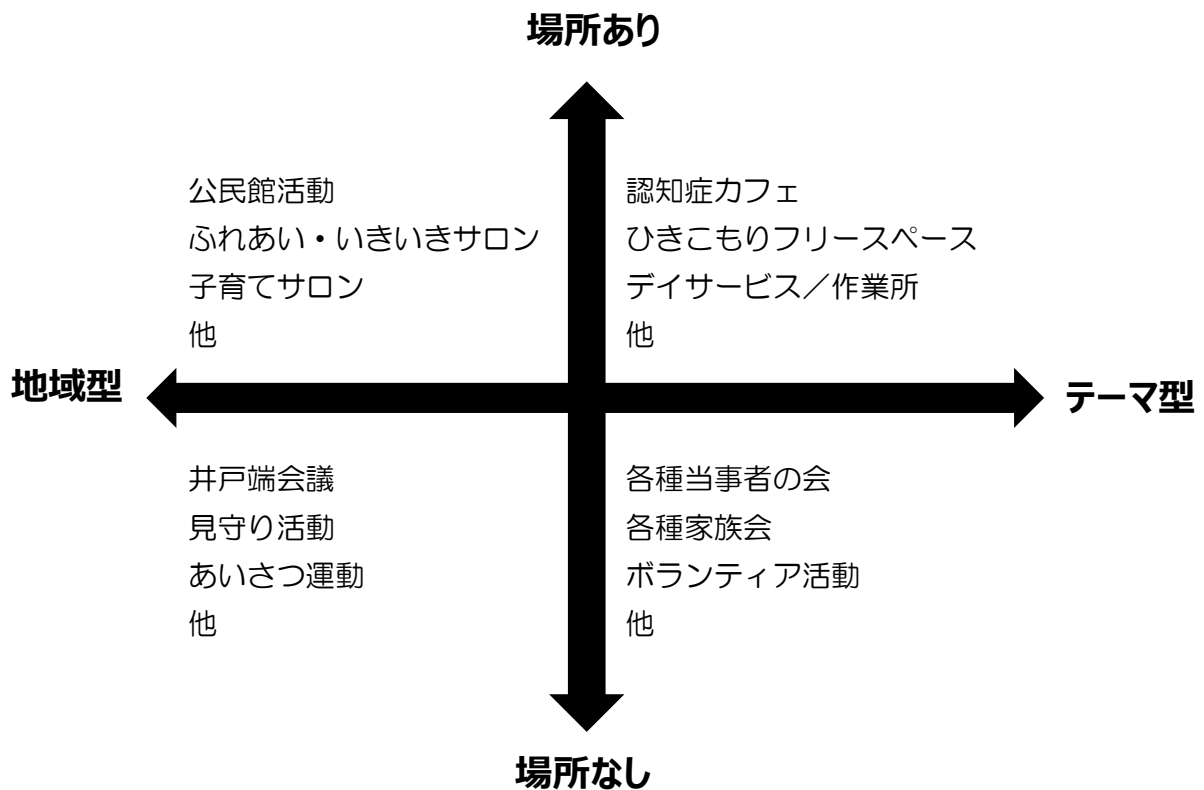 場所あり
公民館活動
ふれあい・いきいきサロン
子育てサロン
他
認知症カフェ
ひきこもりフリースペース
デイサービス／作業所
他
地域型
テーマ型
井戸端会議
見守り活動
あいさつ運動
他
各種当事者の会
各種家族会
ボランティア活動
他
場所なし